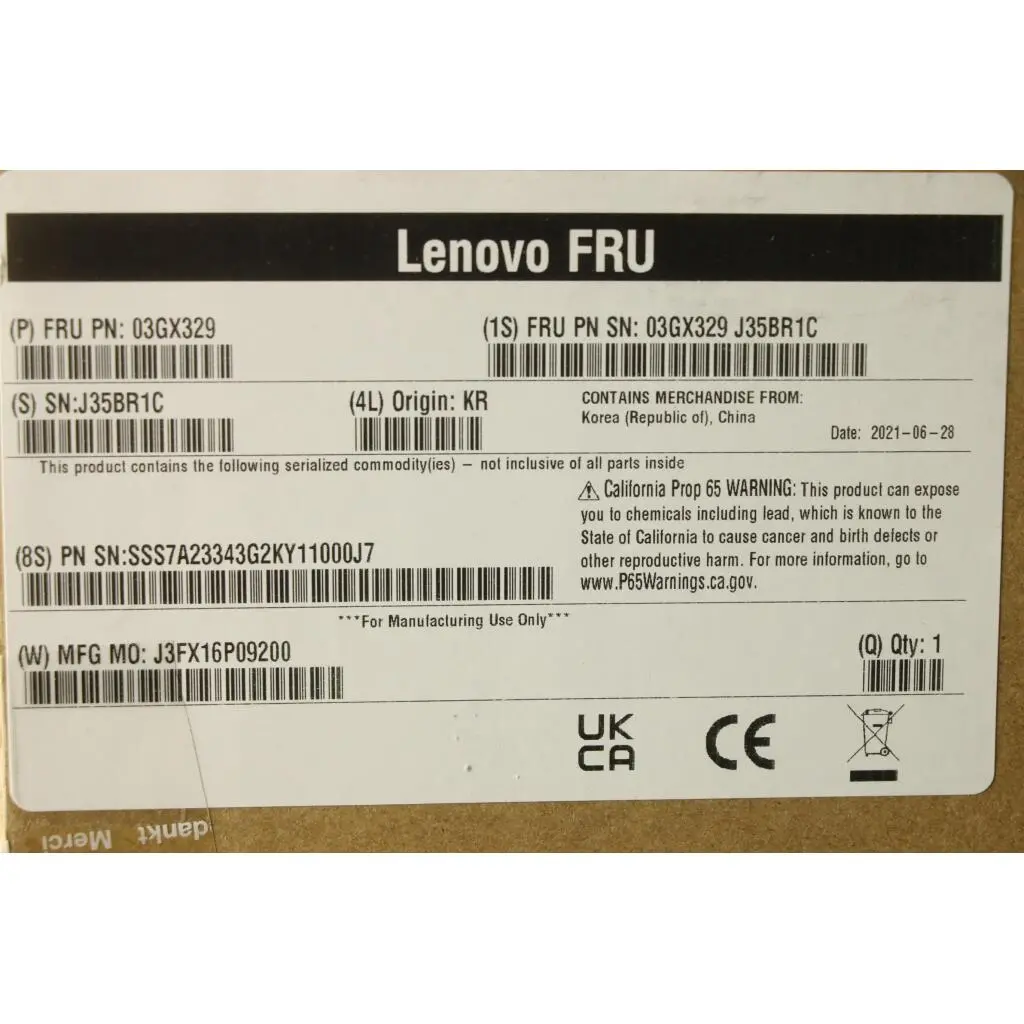 Lenovo FRU
(P) FRU PN: 03GX329
(1S) FRU PN SN: 03GX329 J35BR1C
(S) SN:J35BR1C
(4L) Origin: KR
CONTAINS MERCHANDISE FROM:
Korea (Republic of), China
Date: 2021-06-28
This product contains the following serialized commodity(ies) – not inclusive of all parts inside
⚠ California Prop 65 WARNING: This product can expose
you to chemicals including lead, which is known to the
State of California to cause cancer and birth defects or
other reproductive harm. For more information, go to
www.P65Warnings.ca.gov.
(8S) PN SN:SSS7A23343G2KY11000J7
***For Manufacturing Use Only***
(W) MFG MO: J3FX16P09200
(Q) Qty: 1
UK
CA
CE
dankt Merci